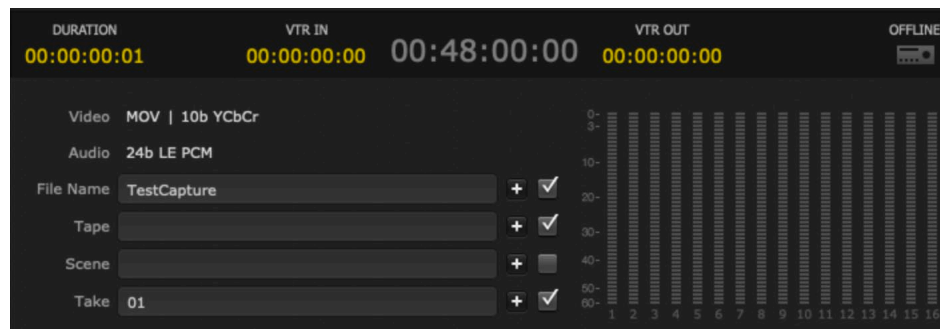 DURATION VTR IN VTR OUT OFFLINE
00:00:00:01 00:00:00:00 00:48:00:00 00:00:00:00
Video MOV | 10b YCbCr
Audio 24b LE PCM
File Name TestCapture +
Tape +
Scene +
Take 01 +
0-
3-
10-
20-
30-
40-
50-
60-
1 2 3 4 5 6 7 8 9 10 11 12 13 14 15 16